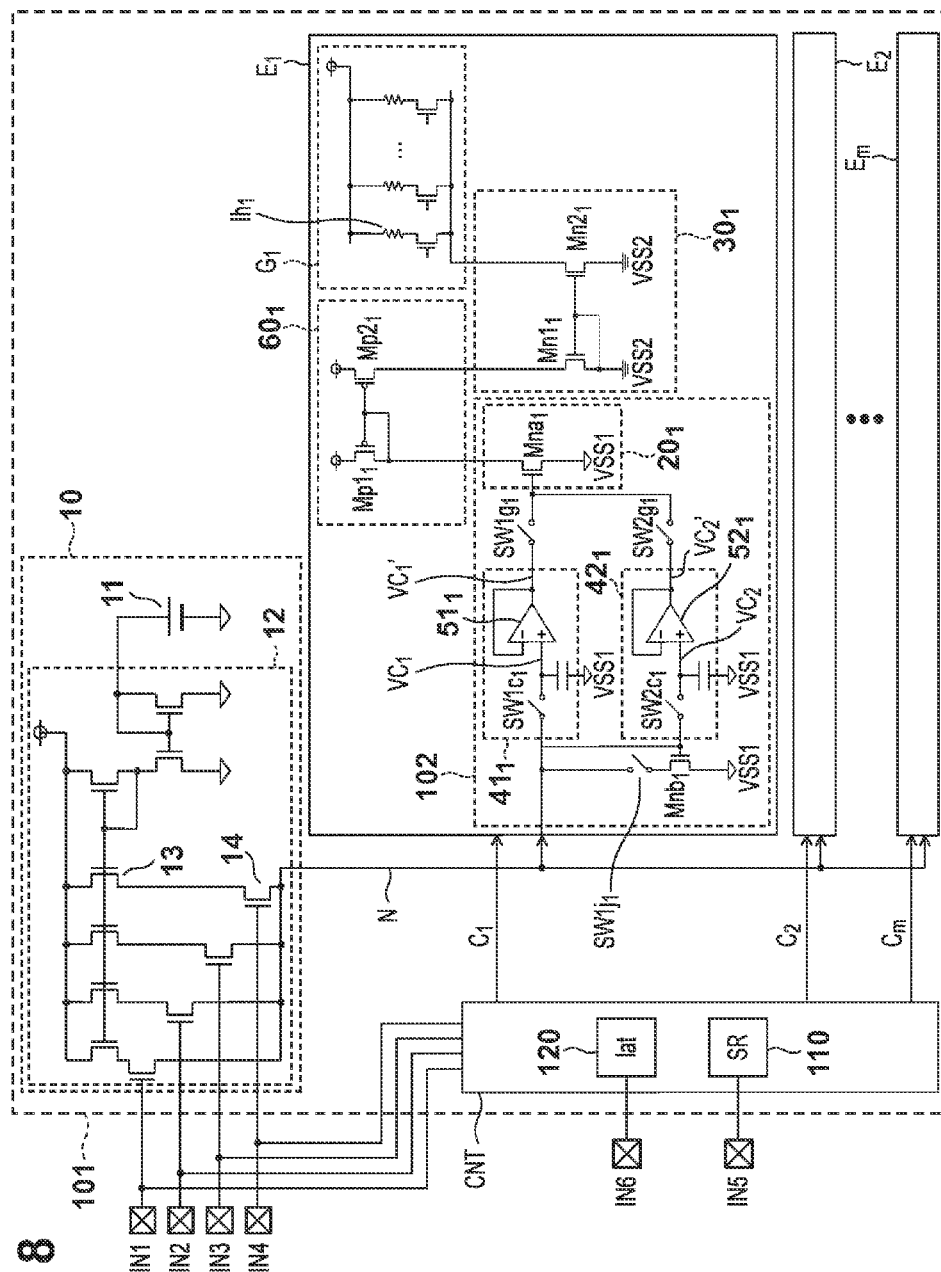 8
101
10
11
12
13
14
IN1
IN2
IN3
IN4
N
CNT
120
lat
SR
110
IN6
IN5
C₁
C₂
Cm
E₁
G₁
Ih₁
60₁
Mp1₁
Mp2₁
30₁
Mn1₁
Mn2₁
VSS2
VSS2
102
20₁
Mna₁
VSS1
SW1g₁
SW2g₁
VC₁'
VC₂'
51₁
52₁
42₁
41₁
VC₁
VC₂
SW1c₁
SW2c₁
VSS1
VSS1
Mnb₁
VSS1
SW1j₁
...
•••
E₂
Em